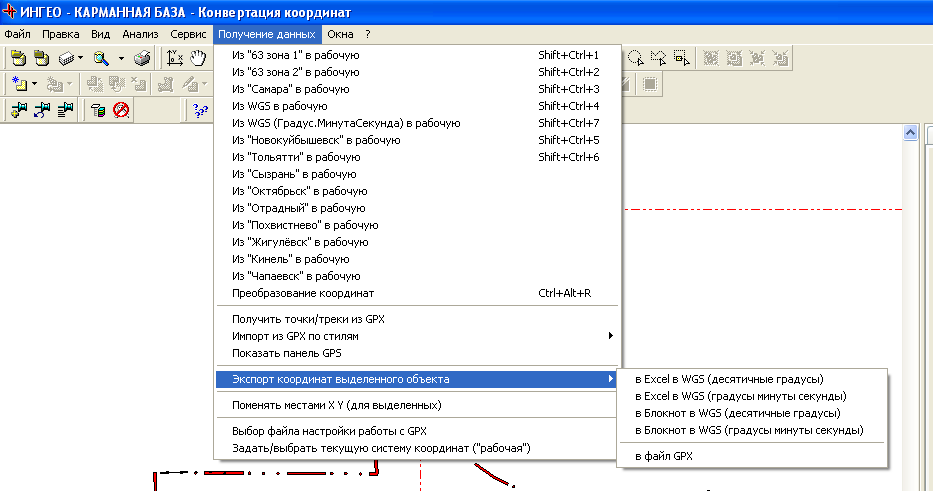 ИНГЕО - КАРМАННАЯ БАЗА - Конвертация координат
Файл Правка Вид Анализ Сервис Получение данных Окна ?
Из "63 зона 1" в рабочую Shift+Ctrl+1
Из "63 зона 2" в рабочую Shift+Ctrl+2
Из "Самара" в рабочую Shift+Ctrl+3
Из WGS в рабочую Shift+Ctrl+4
Из WGS (Градус.МинутаСекунда) в рабочую Shift+Ctrl+7
Из "Новокуйбышевск" в рабочую Shift+Ctrl+5
Из "Тольятти" в рабочую Shift+Ctrl+6
Из "Сызрань" в рабочую
Из "Октябрьск" в рабочую
Из "Отрадный" в рабочую
Из "Похвистнево" в рабочую
Из "Жигулёвск" в рабочую
Из "Кинель" в рабочую
Из "Чапаевск" в рабочую
Преобразование координат Ctrl+Alt+R
Получить точки/треки из GPX
Импорт из GPX по стилям
Показать панель GPS
Экспорт координат выделенного объекта
Поменять местами X Y (для выделенных)
Выбор файла настройки работы с GPX
Задать/выбрать текущую систему координат ("рабочая")
в Excel в WGS (десятичные градусы)
в Excel в WGS (градусы минуты секунды)
в Блокнот в WGS (десятичные градусы)
в Блокнот в WGS (градусы минуты секунды)
в файл GPX